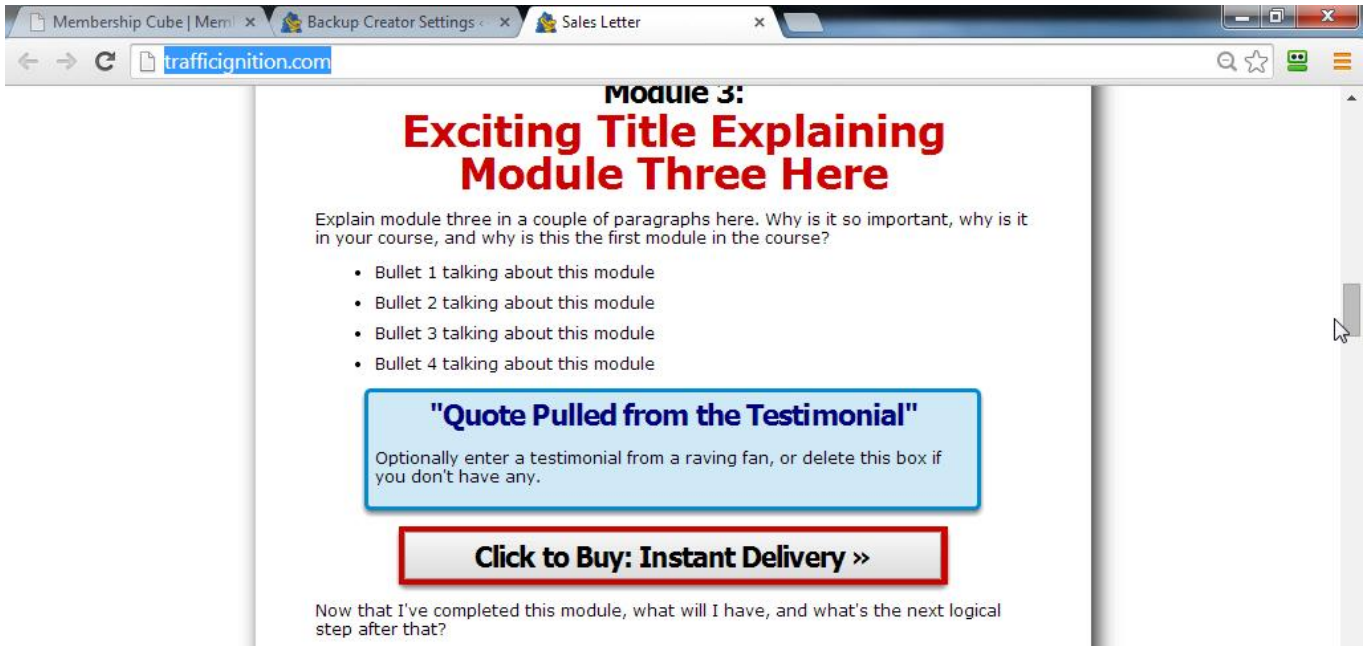 Membership Cube | Mem
Backup Creator Settings
Sales Letter
trafficignition.com
Module 3:
Exciting Title Explaining
Module Three Here
Explain module three in a couple of paragraphs here. Why is it so important, why is it
in your course, and why is this the first module in the course?
• Bullet 1 talking about this module
• Bullet 2 talking about this module
• Bullet 3 talking about this module
• Bullet 4 talking about this module
"Quote Pulled from the Testimonial"
Optionally enter a testimonial from a raving fan, or delete this box if
you don't have any.
Click to Buy: Instant Delivery »
Now that I've completed this module, what will I have, and what's the next logical
step after that?